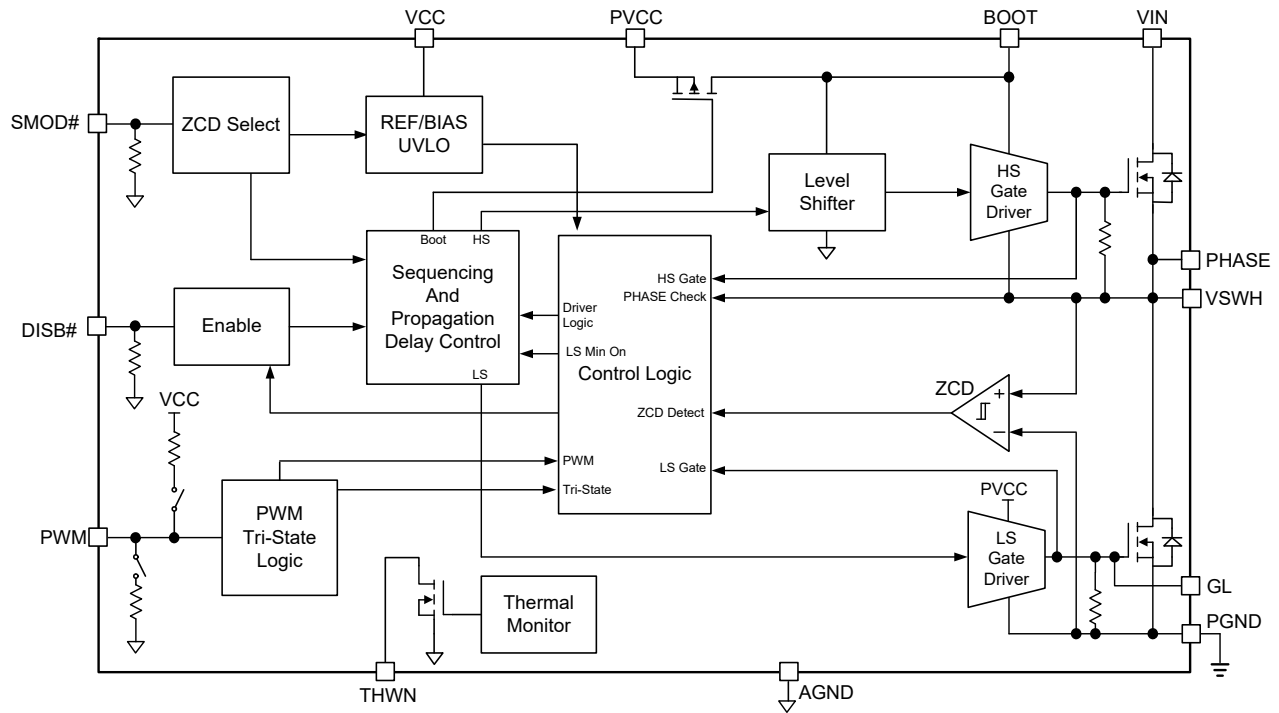 VCC
PVCC
BOOT
VIN
SMOD#
ZCD Select
REF/BIAS
UVLO
Level
Shifter
HS
Gate
Driver
Boot
HS
Sequencing
And
Propagation
Delay Control
LS
HS Gate
PHASE Check
Driver
Logic
LS Min On
Control Logic
ZCD Detect
LS Gate
PWM
Tri-State
PHASE
VSWH
DISB#
Enable
VCC
ZCD
+
−
PVCC
LS
Gate
Driver
PWM
PWM
Tri-State
Logic
Thermal
Monitor
GL
PGND
THWN
AGND